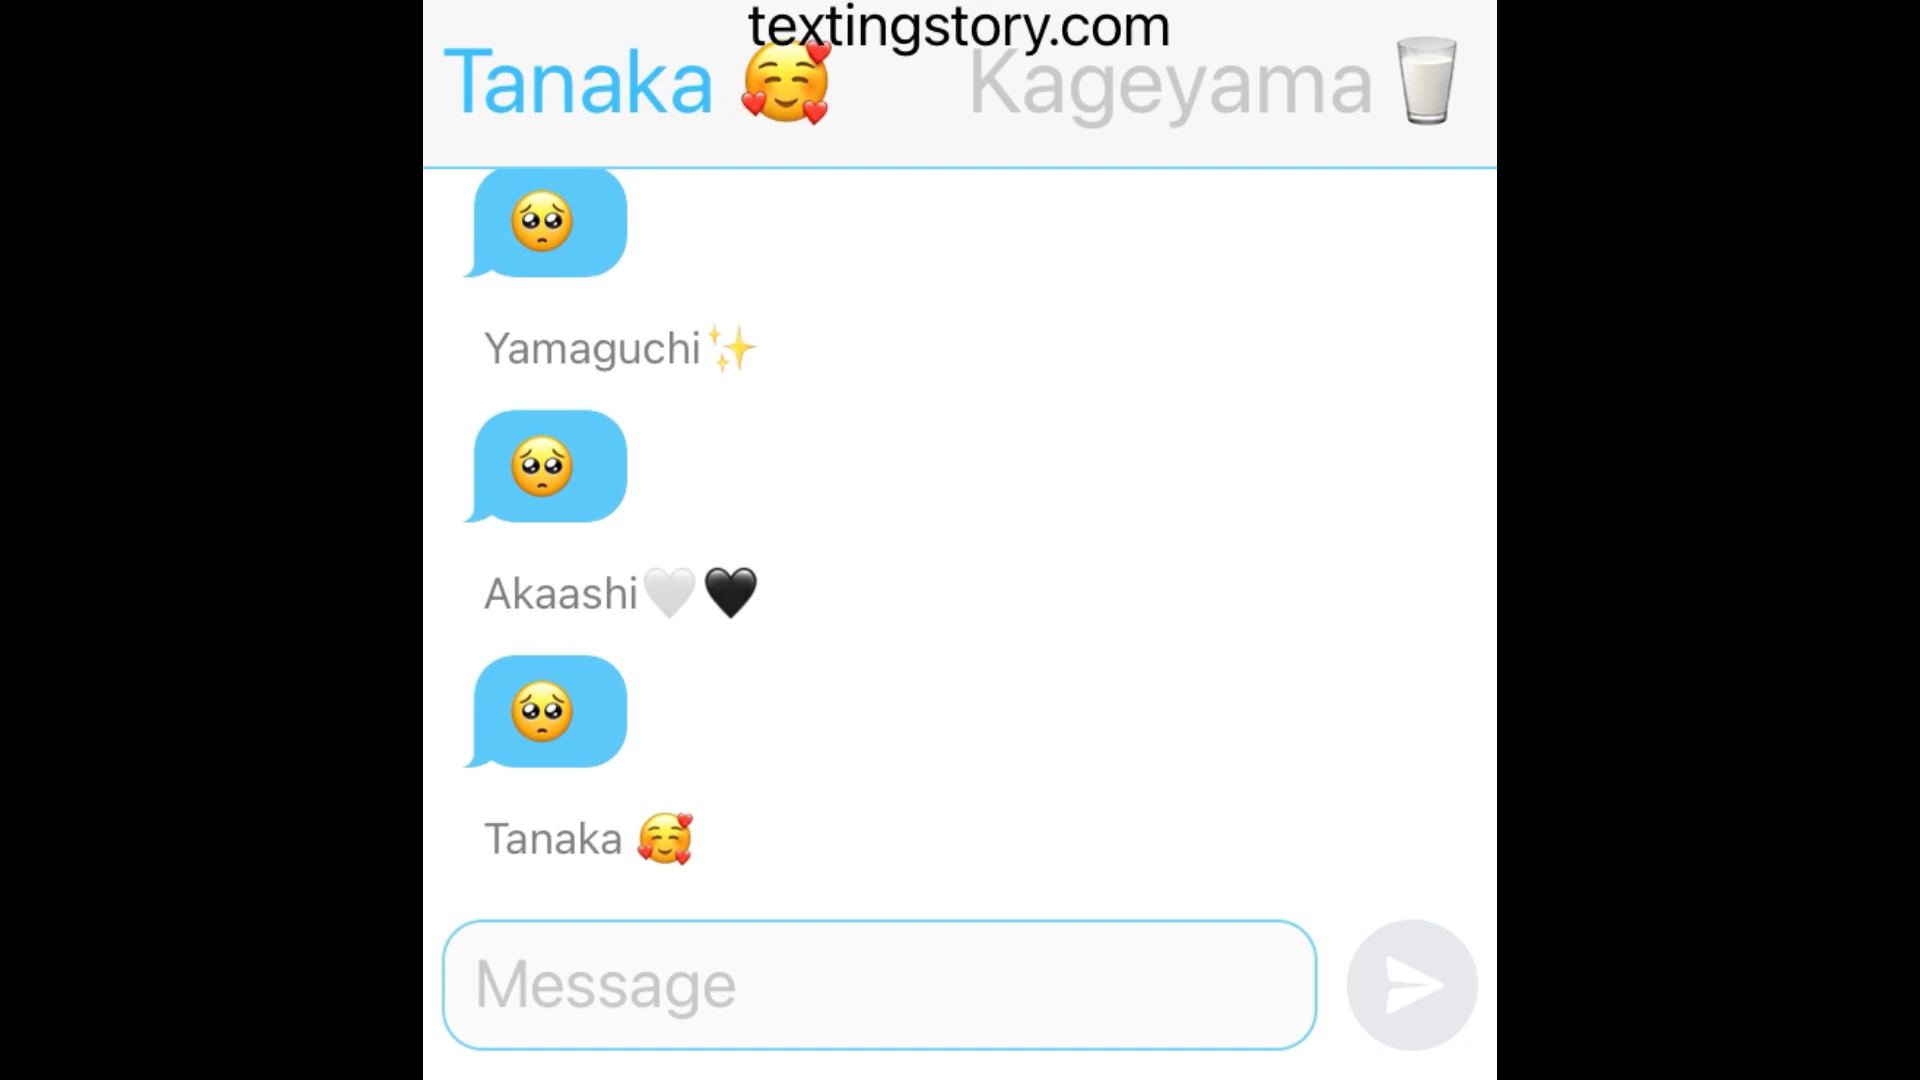 textingstory.com
Tanaka 🥰 Kageyama 🥛
🥺
Yamaguchi✨
🥺
Akaashi🤍🖤
🥺
Tanaka 🥰
Message